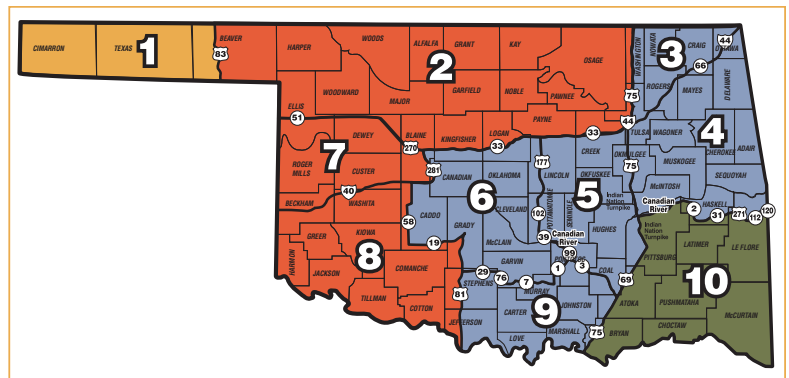 CIMARRON
TEXAS
1
BEAVER
83
HARPER
WOODS
ALFALFA
GRANT
KAY
OSAGE
WASHINGTON
NOWATA
CRAIG
44
OTTAWA
3
2
66
WOODWARD
MAJOR
GARFIELD
NOBLE
PAWNEE
75
ROGERS
MAYES
DELAWARE
ELLIS
51
PAYNE
44
DEWEY
BLAINE
KINGFISHER
LOGAN
33
33
TULSA
WAGONER
4
CHEROKEE
ADAIR
270
7
ROGER
MILLS
CUSTER
281
CANADIAN
OKLAHOMA
177
LINCOLN
CREEK
OKMULGEE
75
MUSKOGEE
OKFUSKEE
SEQUOYAH
40
BECKHAM
WASHITA
6
5
McINTOSH
Indian
Nation
Turnpike
CLEVELAND
POTTAWATOMIE
SEMINOLE
Canadian
River
2
HASKELL
31
271
112
120
58
CADDO
102
GRADY
HUGHES
Indian
Nation
Turnpike
GREER
KIOWA
19
McCLAIN
39
Canadian
River
99
LATIMER
LE FLORE
HARMON
8
GARVIN
PITTSBURG
JACKSON
COMANCHE
29
76
7
1
3
COAL
69
10
STEPHENS
81
MURRAY
TILLMAN
COTTON
CARTER
9
JOHNSTON
ATOKA
PUSHMATAHA
McCURTAIN
JEFFERSON
LOVE
MARSHALL
75
BRYAN
CHOCTAW